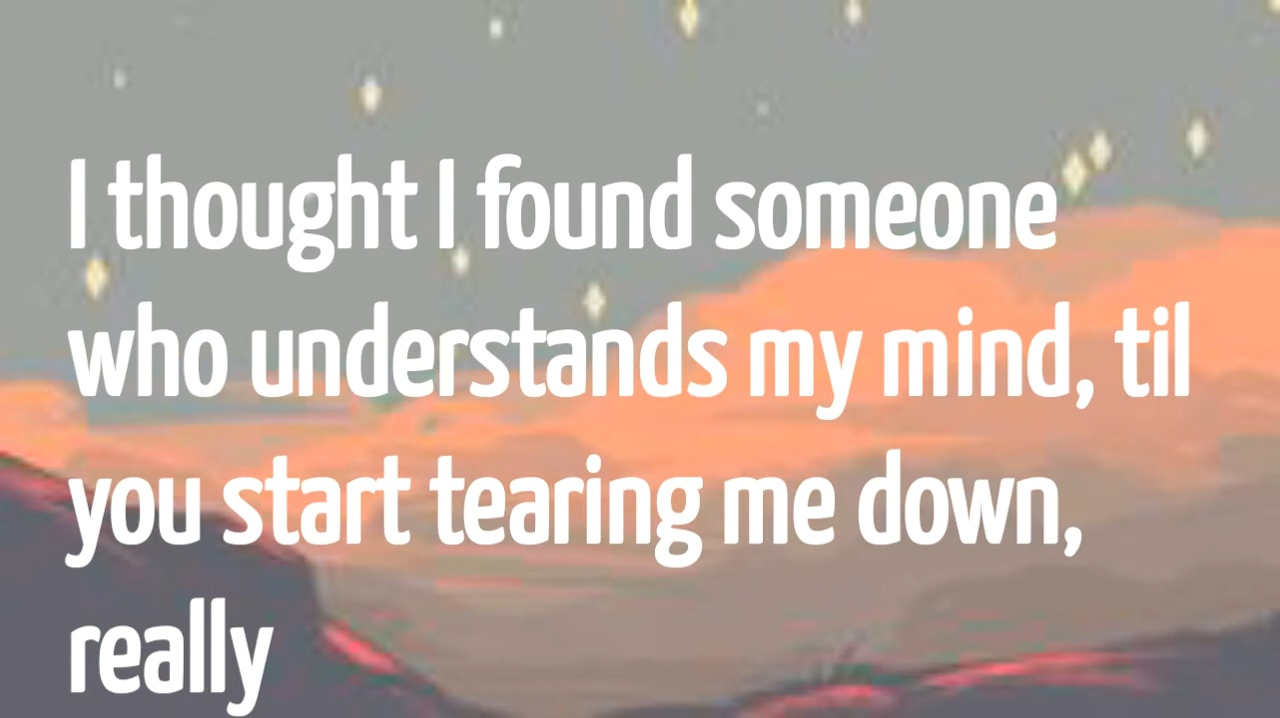 I thought I found someone
who understands my mind, til
you start tearing me down,
really